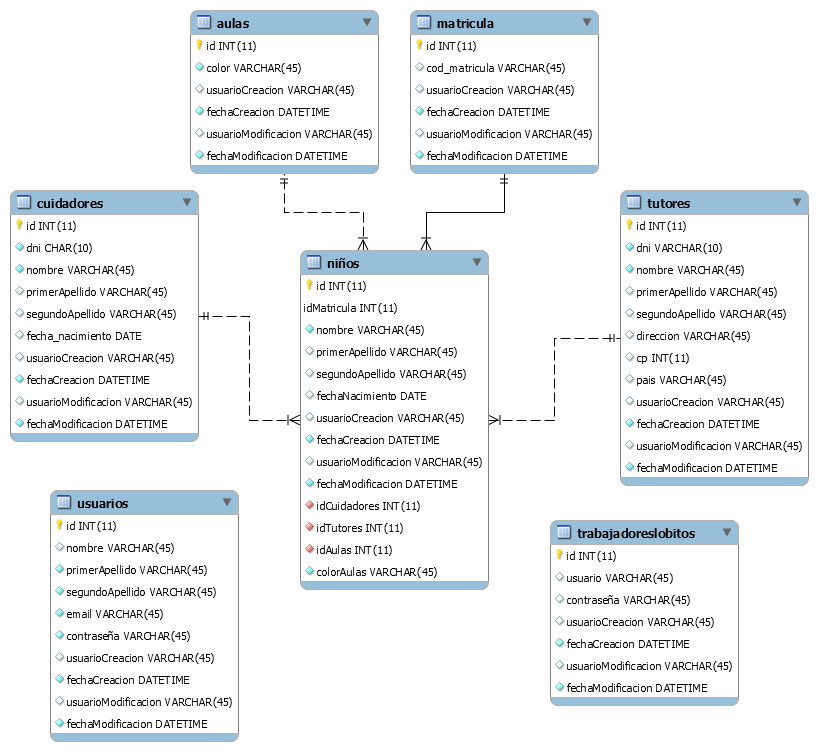 aulas
id INT(11)
color VARCHAR(45)
usuarioCreacion VARCHAR(45)
fechaCreacion DATETIME
usuarioModificacion VARCHAR(45)
fechaModificacion DATETIME
matricula
id INT(11)
cod_matricula VARCHAR(45)
usuarioCreacion VARCHAR(45)
fechaCreacion DATETIME
usuarioModificacion VARCHAR(45)
fechaModificacion DATETIME
cuidadores
id INT(11)
dni CHAR(10)
nombre VARCHAR(45)
primerApellido VARCHAR(45)
segundoApellido VARCHAR(45)
fecha_nacimiento DATE
usuarioCreacion VARCHAR(45)
fechaCreacion DATETIME
usuarioModificacion VARCHAR(45)
fechaModificacion DATETIME
niños
id INT(11)
idMatricula INT(11)
nombre VARCHAR(45)
primerApellido VARCHAR(45)
segundoApellido VARCHAR(45)
fechaNacimiento DATE
usuarioCreacion VARCHAR(45)
fechaCreacion DATETIME
usuarioModificacion VARCHAR(45)
fechaModificacion DATETIME
idCuidadores INT(11)
idTutores INT(11)
idAulas INT(11)
colorAulas VARCHAR(45)
tutores
id INT(11)
dni VARCHAR(10)
nombre VARCHAR(45)
primerApellido VARCHAR(45)
segundoApellido VARCHAR(45)
direccion VARCHAR(45)
cp INT(11)
pais VARCHAR(45)
usuarioCreacion VARCHAR(45)
fechaCreacion DATETIME
usuarioModificacion VARCHAR(45)
fechaModificacion DATETIME
usuarios
id INT(11)
nombre VARCHAR(45)
primerApellido VARCHAR(45)
segundoApellido VARCHAR(45)
email VARCHAR(45)
contraseña VARCHAR(45)
usuarioCreacion VARCHAR(45)
fechaCreacion DATETIME
usuarioModificacion VARCHAR(45)
fechaModificacion DATETIME
trabajadoreslobitos
id INT(11)
usuario VARCHAR(45)
contraseña VARCHAR(45)
usuarioCreacion VARCHAR(45)
fechaCreacion DATETIME
usuarioModificacion VARCHAR(45)
fechaModificacion DATETIME